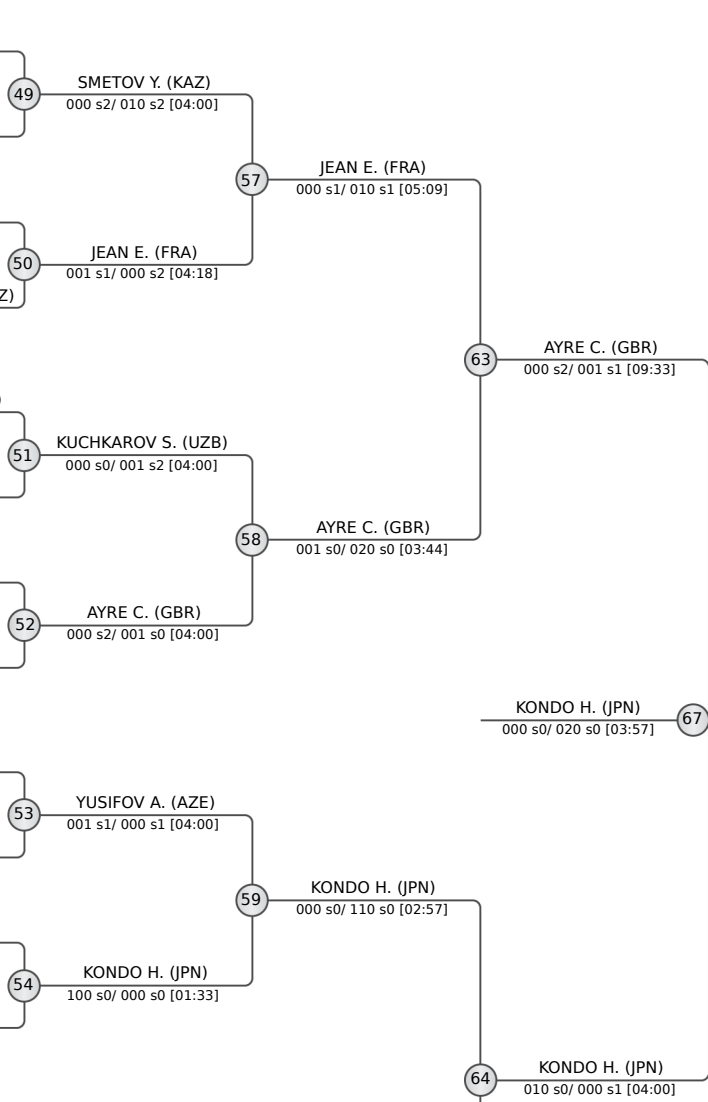 SMETOV Y. (KAZ)
49
000 s2/ 010 s2 [04:00]
JEAN E. (FRA)
57
000 s1/ 010 s1 [05:09]
JEAN E. (FRA)
50
001 s1/ 000 s2 [04:18]
Z)
AYRE C. (GBR)
63
000 s2/ 001 s1 [09:33]
)
KUCHKAROV S. (UZB)
51
000 s0/ 001 s2 [04:00]
AYRE C. (GBR)
58
001 s0/ 020 s0 [03:44]
AYRE C. (GBR)
52
000 s2/ 001 s0 [04:00]
KONDO H. (JPN)
67
000 s0/ 020 s0 [03:57]
YUSIFOV A. (AZE)
53
001 s1/ 000 s1 [04:00]
KONDO H. (JPN)
59
000 s0/ 110 s0 [02:57]
KONDO H. (JPN)
54
100 s0/ 000 s0 [01:33]
KONDO H. (JPN)
64
010 s0/ 000 s1 [04:00]